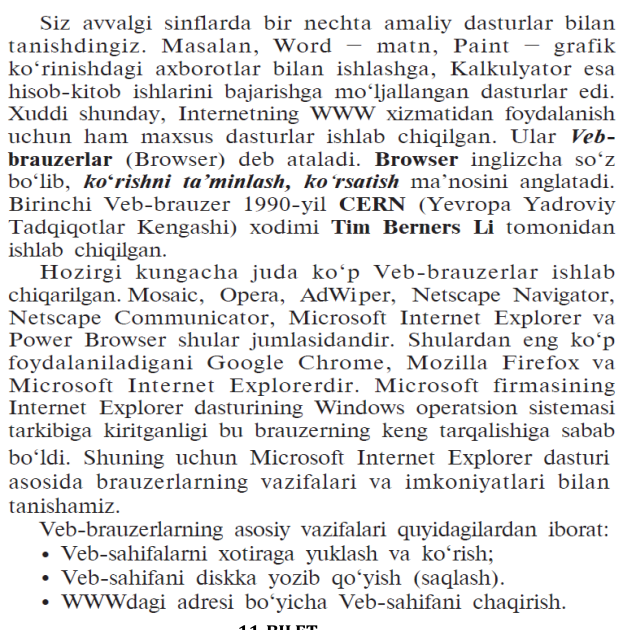 Siz avvalgi sinflarda bir nechta amaliy dasturlar bilan
tanishdingiz. Masalan, Word — matn, Paint — grafik
ko‘rinishdagi axborotlar bilan ishlashga, Kalkulyator esa
hisob-kitob ishlarini bajarishga mo‘ljallangan dasturlar edi.
Xuddi shunday, Internetning WWW xizmatidan foydalanish
uchun ham maxsus dasturlar ishlab chiqilgan. Ular Veb-
brauzerlar (Browser) deb ataladi. Browser inglizcha so‘z
bo‘lib, ko‘rishni ta’minlash, ko‘rsatish ma’nosini anglatadi.
Birinchi Veb-brauzer 1990-yil CERN (Yevropa Yadroviy
Tadqiqotlar Kengashi) xodimi Tim Berners Li tomonidan
ishlab chiqilgan.
Hozirgi kungacha juda ko‘p Veb-brauzerlar ishlab
chiqarilgan. Mosaic, Opera, AdWiper, Netscape Navigator,
Netscape Communicator, Microsoft Internet Explorer va
Power Browser shular jumlasidandir. Shulardan eng ko‘p
foydalaniladigani Google Chrome, Mozilla Firefox va
Microsoft Internet Explorerdir. Microsoft firmasining
Internet Explorer dasturining Windows operatsion sistemasi
tarkibiga kiritganligi bu brauzerning keng tarqalishiga sabab
bo‘ldi. Shuning uchun Microsoft Internet Explorer dasturi
asosida brauzerlarning vazifalari va imkoniyatlari bilan
tanishamiz.
Veb-brauzerlarning asosiy vazifalari quyidagilardan iborat:
• Veb-sahifalarni xotiraga yuklash va ko‘rish;
• Veb-sahifani diskka yozib qo‘yish (saqlash).
• WWWdagi adresi bo‘yicha Veb-sahifani chaqirish.
11-BILET